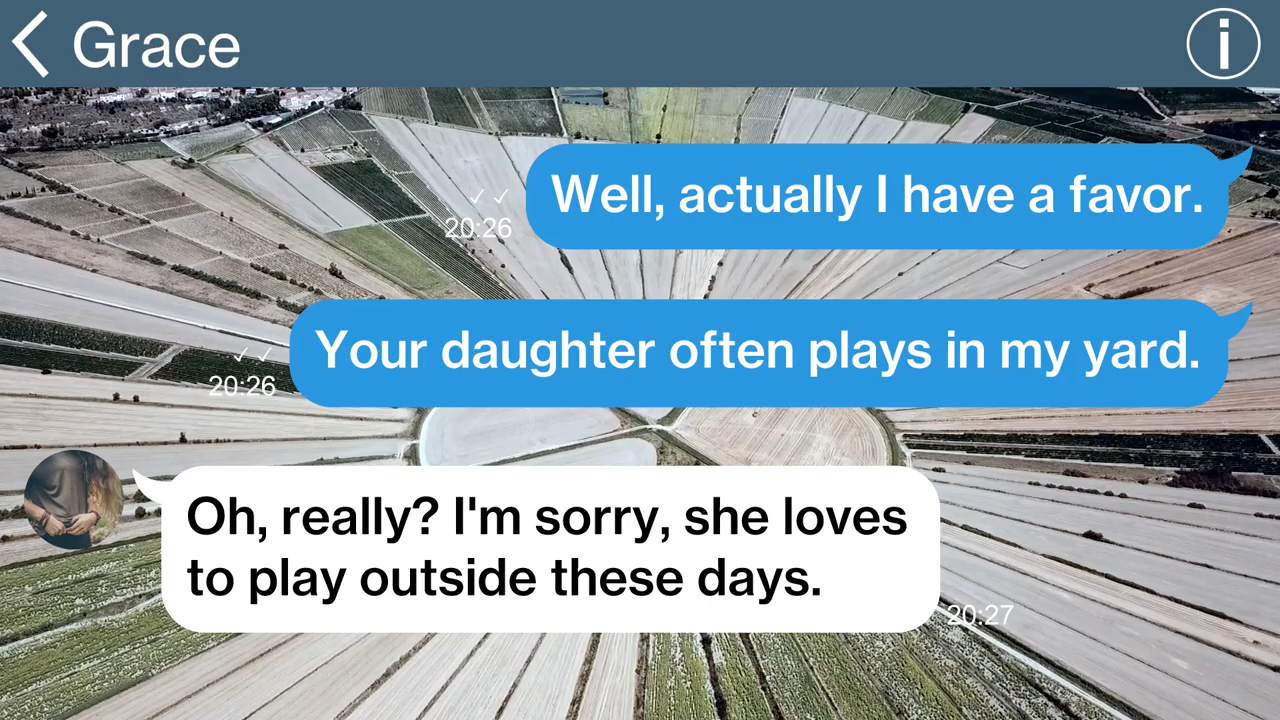 Grace
Well, actually I have a favor.
20:26
Your daughter often plays in my yard.
20:26
Oh, really? I'm sorry, she loves
to play outside these days.
20:27